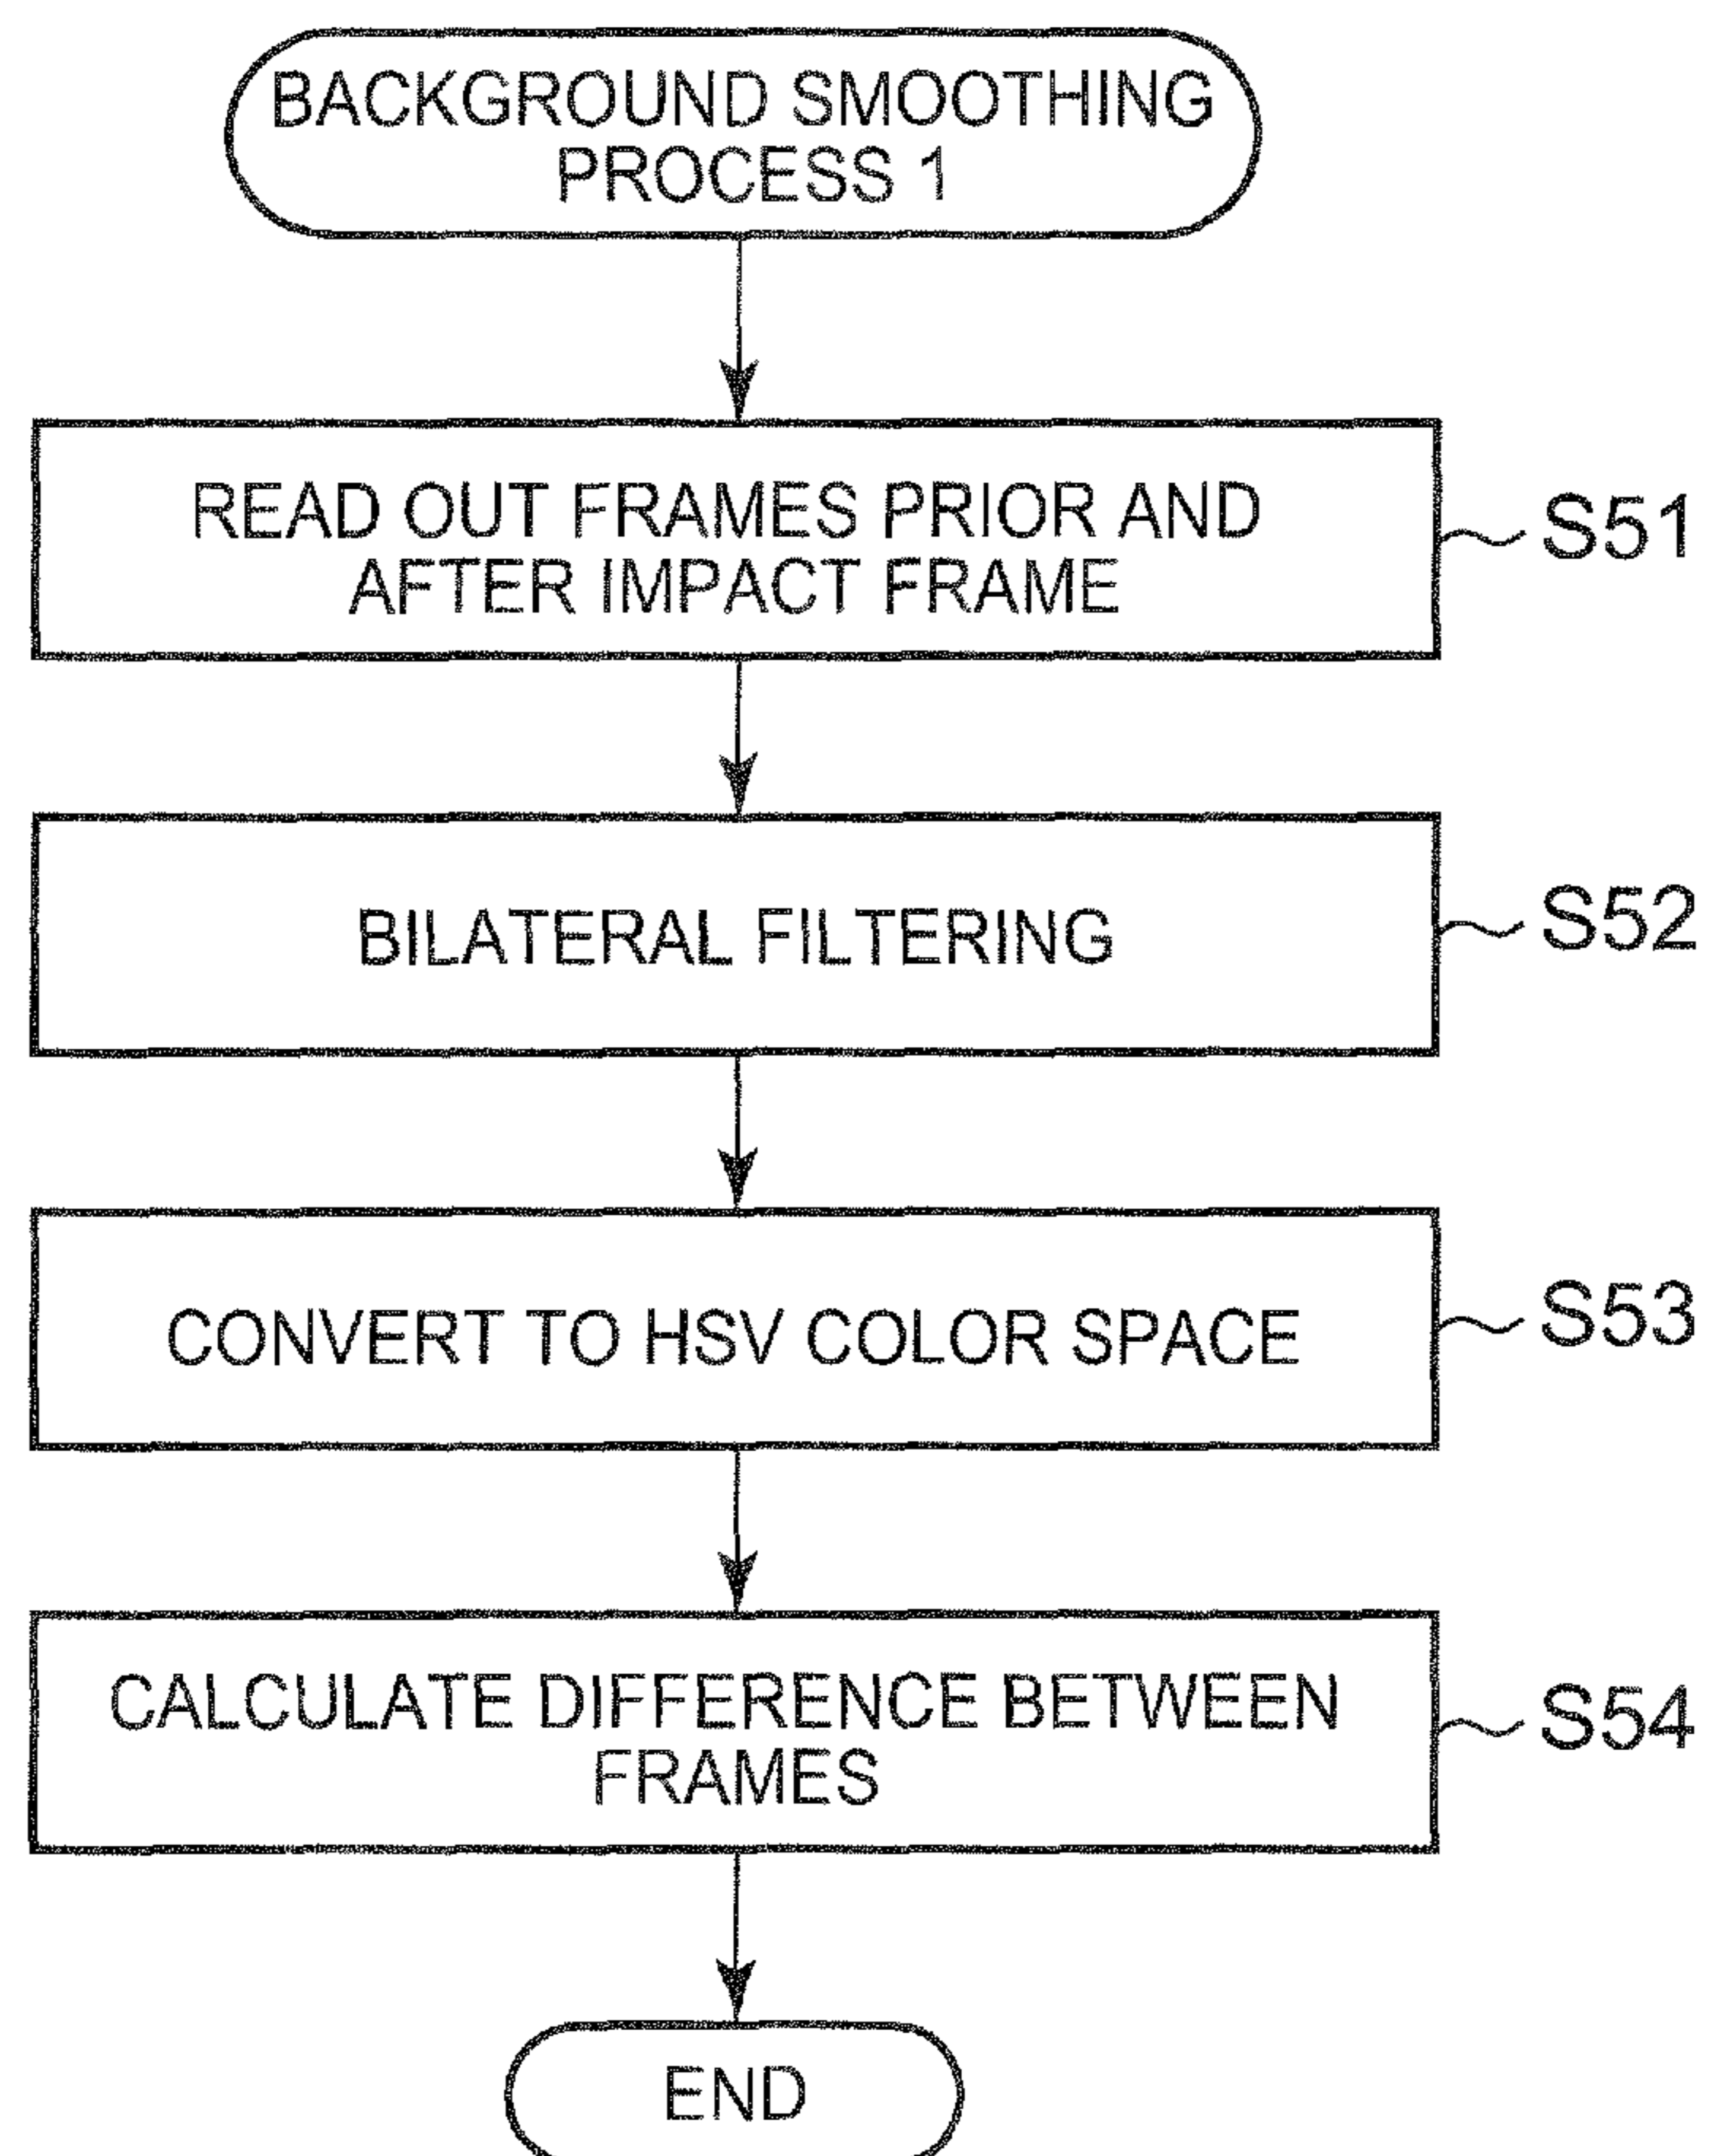 BACKGROUND SMOOTHING
PROCESS 1
READ OUT FRAMES PRIOR AND
AFTER IMPACT FRAME
S51
BILATERAL FILTERING
S52
CONVERT TO HSV COLOR SPACE
S53
CALCULATE DIFFERENCE BETWEEN
FRAMES
S54
END